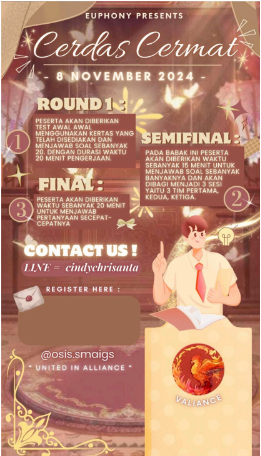 EUPHONY PRESENTS
Cerdas Cermat
- 8 NOVEMBER 2024 -
ROUND 1 :
1
PESERTA AKAN DIBERIKAN
TEST AWAL AWAL
MENGGUNAKAN KERTAS YANG
TELAH DISEDIAKAN DAN
MENJAWAB SOAL SEBANYAK
20. DENGAN DURASI WAKTU
20 MENIT PENGERJAAN.
SEMIFINAL :
PADA BABAK INI PESERTA
AKAN DIBERIKAN WAKTU
SEBANYAK 15 MENIT UNTUK
MENJAWAB SOAL SEBANYAK
BANYAKNYA DAN AKAN
DIBAGI MENJADI 3 SESI
YAITU 3 TIM PERTAMA,
KEDUA, KETIGA.
2
FINAL :
3
PESERTA AKAN DIBERIKAN
WAKTU SEBANYAK 20 MENIT
UNTUK MENJAWAB
PERTANYAAN SECEPAT-
CEPATNYA
CONTACT US !
LINE = cindychrisanta
REGISTER HERE :
@osis.smaigs
" UNITED IN ALLIANCE "
VALIANCE